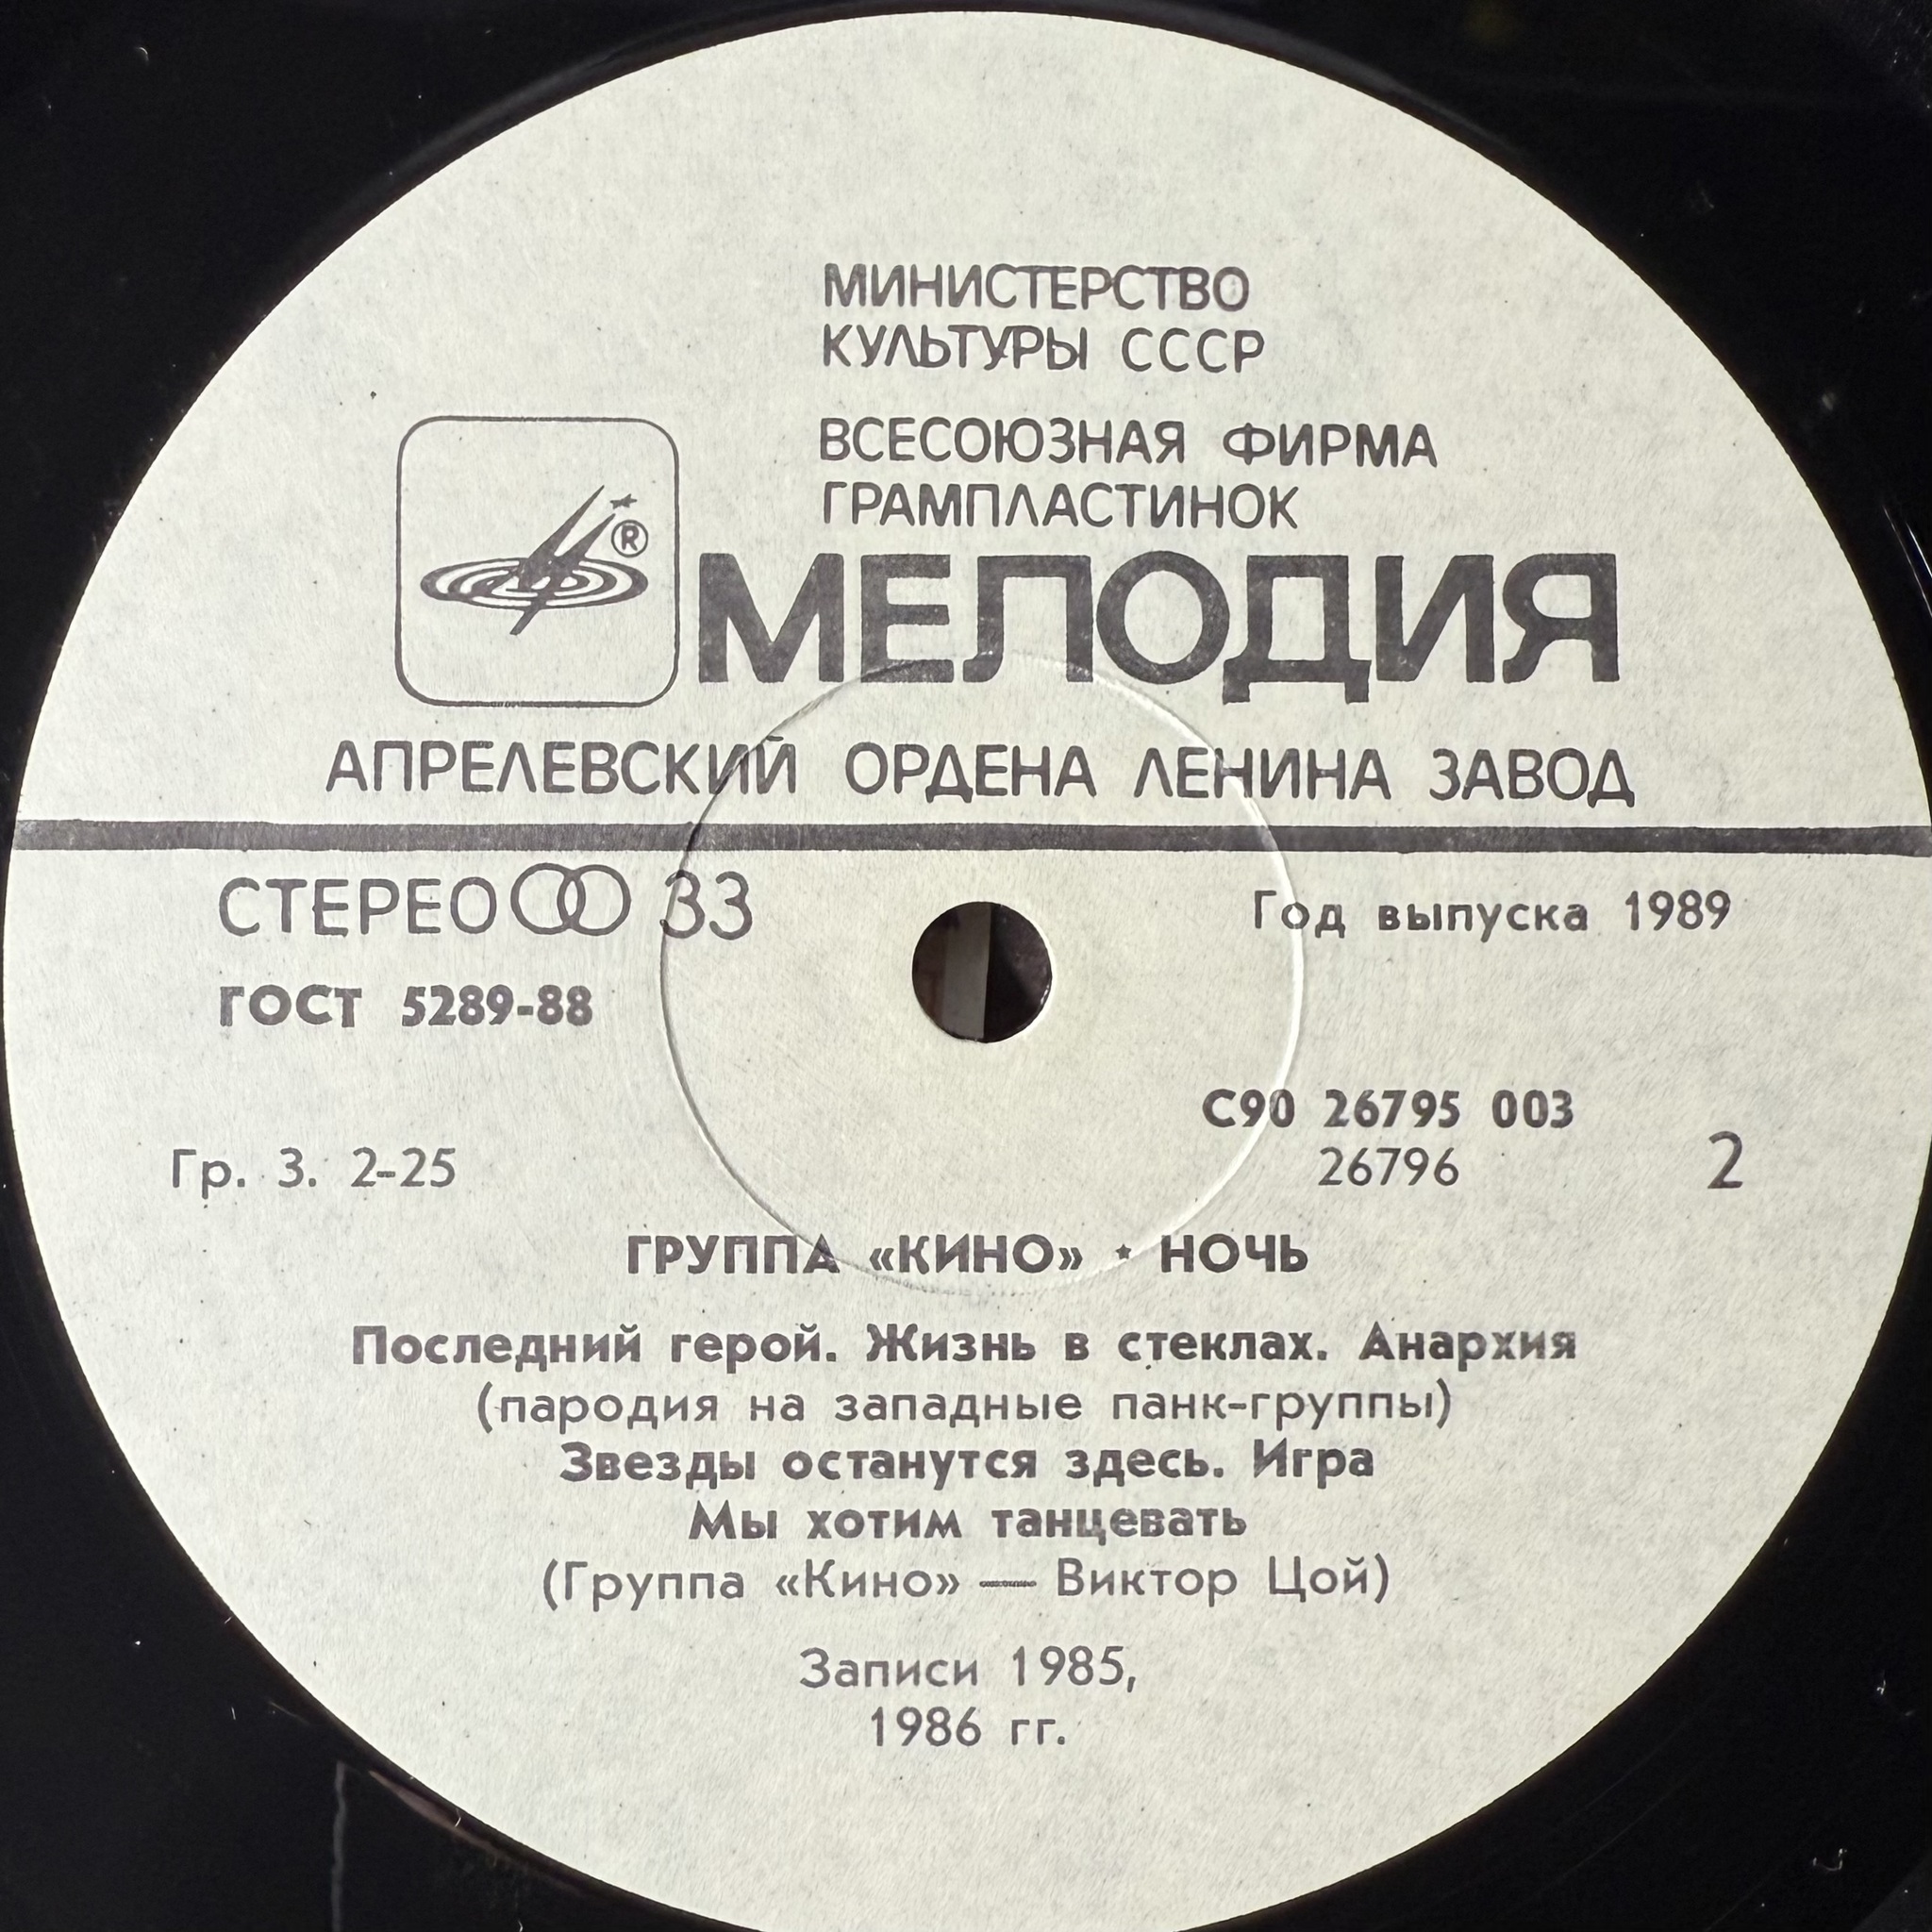 МИНИСТЕРСТВО
КУЛЬТУРЫ СССР
ВСЕСОЮЗНАЯ ФИРМА
ГРАМПЛАСТИНОК
®
МЕЛОДИЯ
АПРЕЛЕВСКИЙ ОРДЕНА ЛЕНИНА ЗАВОД
СТЕРЕО 33
Год выпуска 1989
ГОСТ 5289-88
С90 26795 003
Гр. 3. 2-25
26796
2
ГРУППА «КИНО» ⋆ НОЧЬ
Последний герой. Жизнь в стеклах. Анархия
(пародия на западные панк-группы)
Звезды останутся здесь. Игра
Мы хотим танцевать
(Группа «Кино» — Виктор Цой)
Записи 1985,
1986 гг.